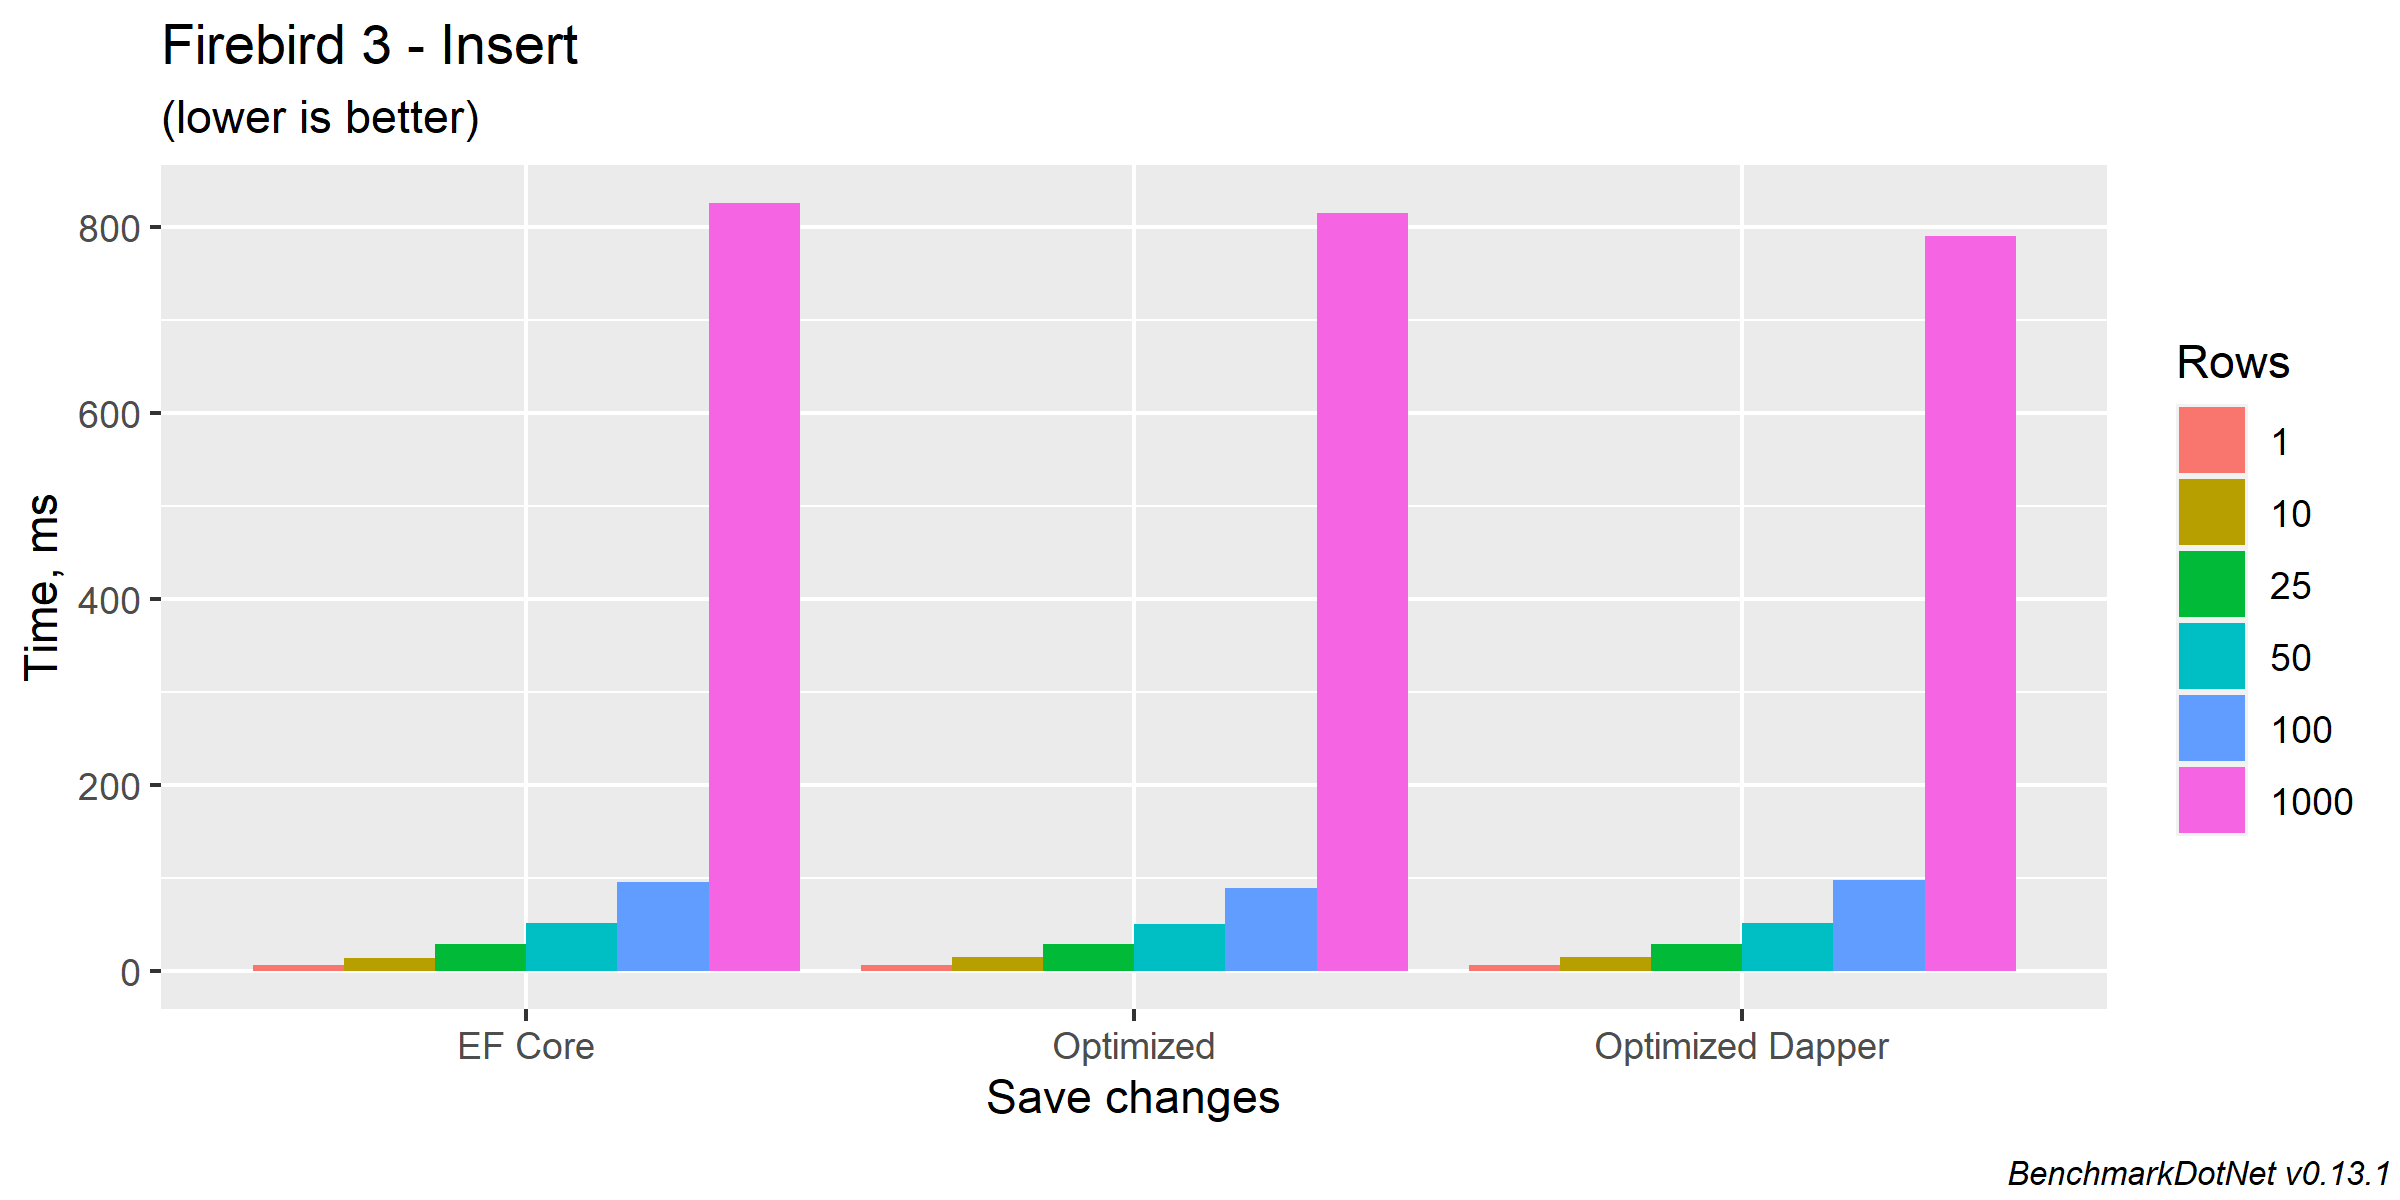 Firebird 3 - Insert
(lower is better)
Time, ms
800
600
400
200
0
EF Core
Optimized
Optimized Dapper
Save changes
Rows
1
10
25
50
100
1000
BenchmarkDotNet v0.13.1